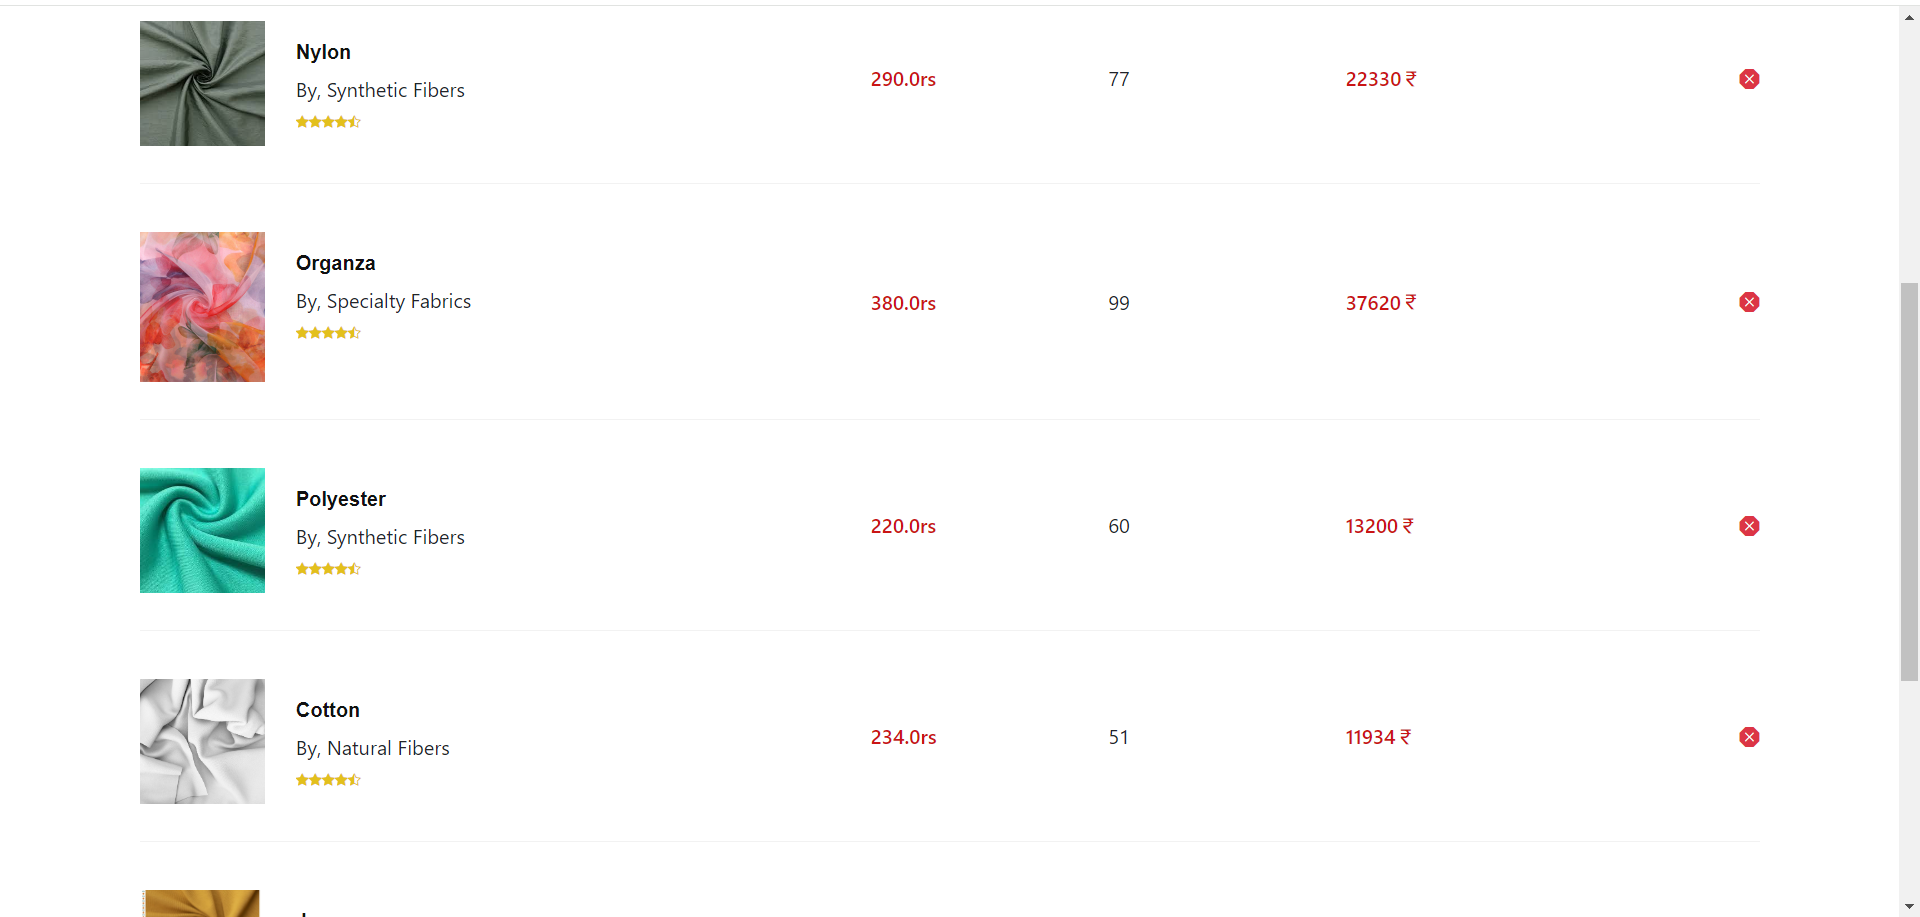 Nylon
By, Synthetic Fibers
290.0rs 77 22330 ₹
Organza
By, Specialty Fabrics
380.0rs 99 37620 ₹
Polyester
By, Synthetic Fibers
220.0rs 60 13200 ₹
Cotton
By, Natural Fibers
234.0rs 51 11934 ₹